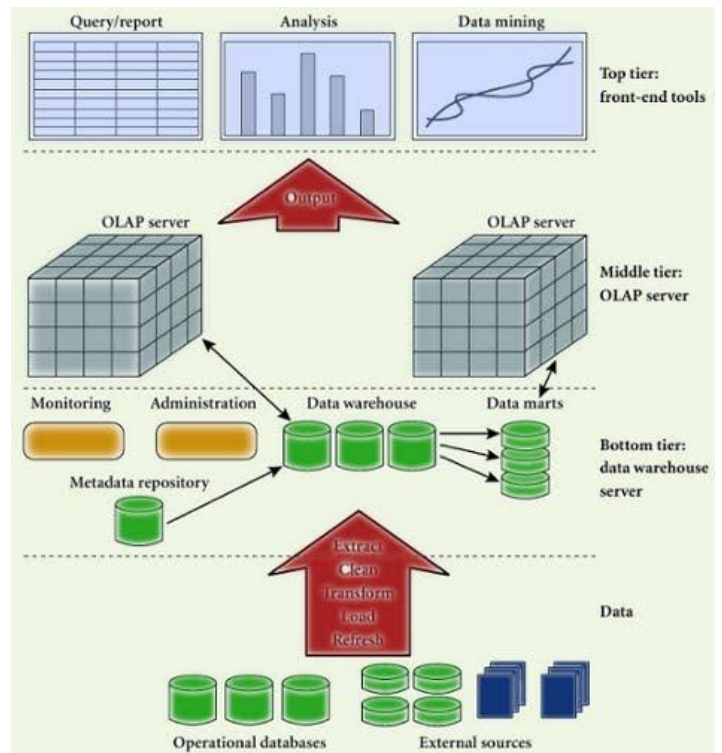 Query/report
Analysis
Data mining
Top tier:
front-end tools
Output
OLAP server
OLAP server
Middle tier:
OLAP server
Monitoring
Administration
Data warehouse
Data marts
Metadata repository
Bottom tier:
data warehouse
server
Extract
Clean
Transform
Load
Refresh
Data
Operational databases
External sources